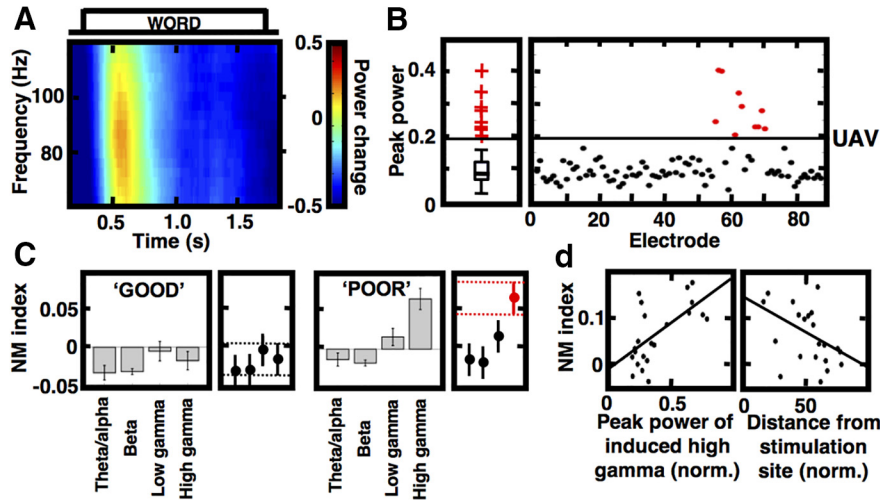 A
WORD
Frequency (Hz)
100
80
0.5
1.0
1.5
Time (s)
0.5
0
-0.5
Power change
B
Peak power
0.4
0.2
0
0
20
40
60
80
Electrode
UAV
C
NM index
0.05
0
-0.05
'GOOD'
Theta/alpha
Beta
Low gamma
High gamma
'POOR'
Theta/alpha
Beta
Low gamma
High gamma
d
NM index
0.1
0
0
0.5
Peak power of
induced high
gamma (norm.)
50
Distance from
stimulation
site (norm.)